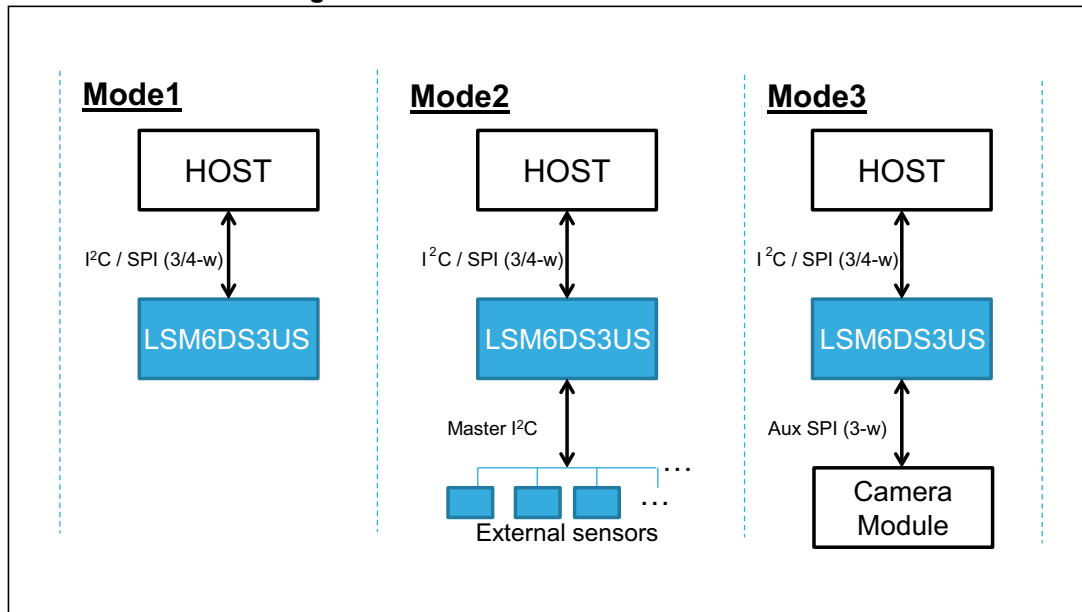 Mode1
HOST
I²C / SPI (3/4-w)
LSM6DS3US
Mode2
HOST
I²C / SPI (3/4-w)
LSM6DS3US
Master I²C
...
...
External sensors
Mode3
HOST
I²C / SPI (3/4-w)
LSM6DS3US
Aux SPI (3-w)
Camera
Module